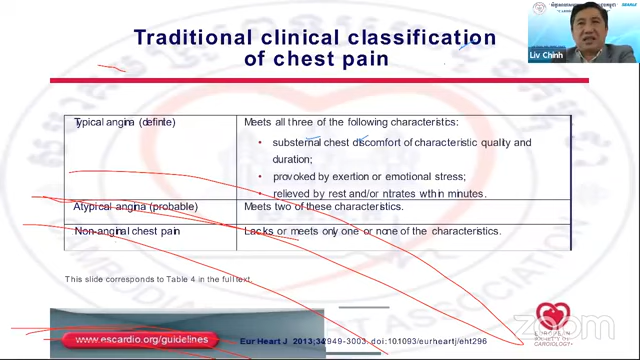 Traditional clinical classification
of chest pain
Liv Chinh
Typical angina (definte)
Meets all three of the following characteristics:
• substernal chest discomfort of characteristic quality and
duration;
• provoked by exertion or emotional stress;
• relieved by rest and/or ntrates wthin minutes.
Atypical angina (probable)
Meets two of these characteristics.
Non-anginal chest pain
Lacks or meets only one or none of the characteristics.
This slide corresponds to Table 4 in the full text.
www.escardio.org/guidelines
Eur Heart J 2013;34:2949-3003. doi:10.1093/eurheartj/eht296
EUROPEAN
SOCIETY OF
CARDIOLOGY
zoom